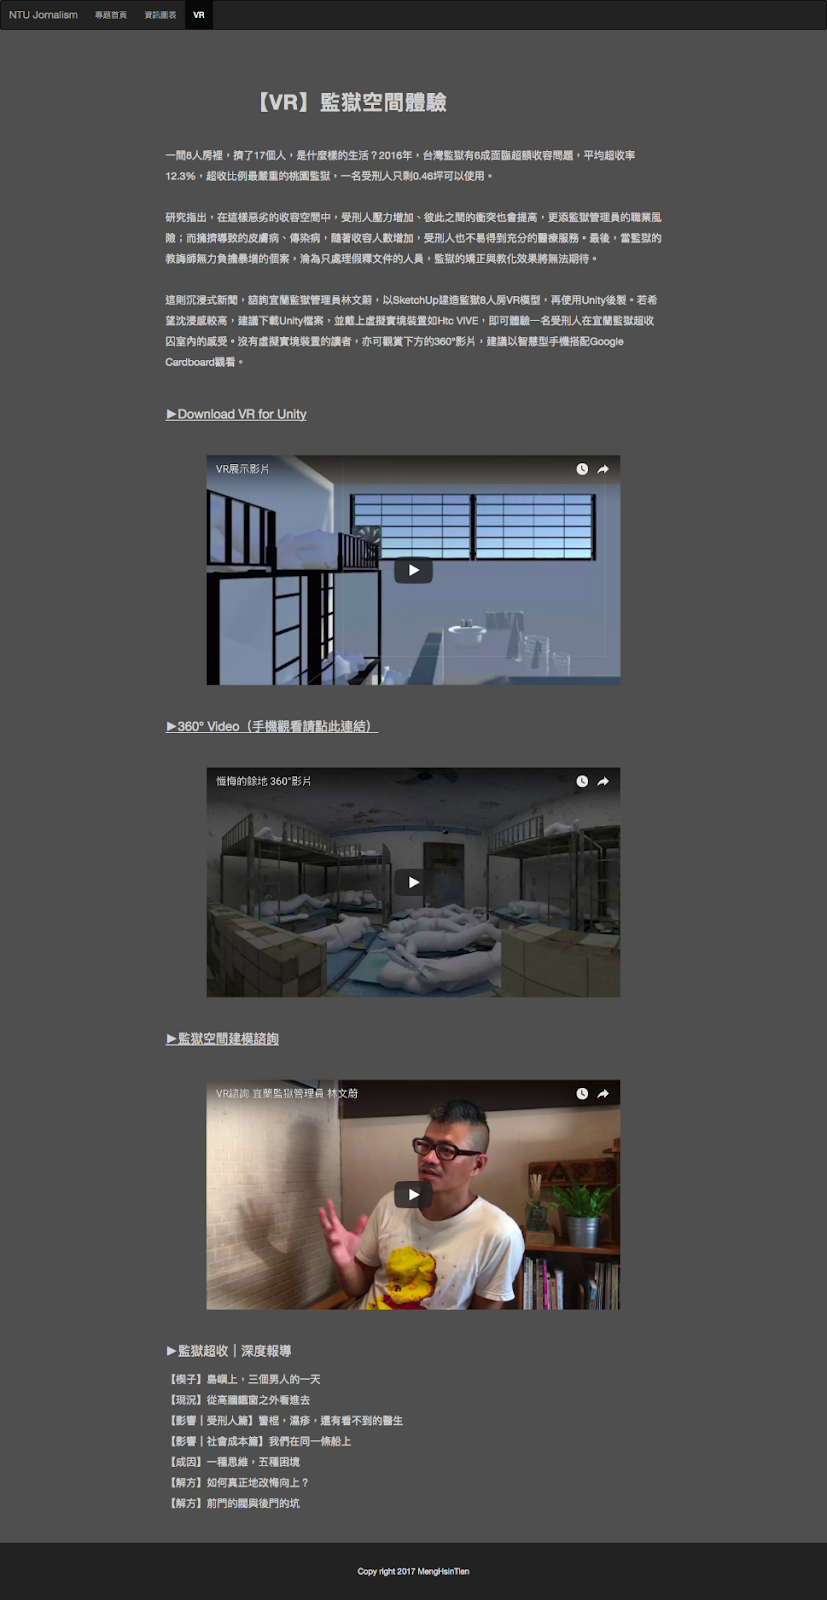 NTU Jornalism 專題首頁 資訊圖表 VR
【VR】監獄空間體驗
一間8人房裡，擠了17個人，是什麼樣的生活？2016年，台灣監獄有6成面臨超額收容問題，平均超收率
12.3%，超收比例最嚴重的桃園監獄，一名受刑人只剩0.46坪可以使用。
研究指出，在這樣惡劣的收容空間中，受刑人壓力增加、彼此之間的衝突也會提高，更添監獄管理員的職業風
險；而擁擠導致的皮膚病、傳染病，隨著收容人數增加，受刑人也不易得到充分的醫療服務。最後，當監獄的
教誨師無力負擔暴增的個案，淪為只處理假釋文件的人員，監獄的矯正與教化效果將無法期待。
這則沉浸式新聞，諮詢宜蘭監獄管理員林文蔚，以SketchUp建造監獄8人房VR模型，再使用Unity後製。若希
望沈浸感較高，建議下載Unity檔案，並戴上虛擬實境裝置如Htc VIVE，即可體驗一名受刑人在宜蘭監獄超收
囚室內的感受。沒有虛擬實境裝置的讀者，亦可觀賞下方的360°影片，建議以智慧型手機搭配Google
Cardboard觀看。
▶Download VR for Unity
VR展示影片
▶360° Video（手機觀看請點此連結）
懺悔的餘地 360°影片
▶監獄空間建模諮詢
VR諮詢 宜蘭監獄管理員 林文蔚
▶監獄超收｜深度報導
【楔子】島嶼上，三個男人的一天
【現況】從高牆鐵窗之外看進去
【影響｜受刑人篇】警棍，濕疹，還有看不到的醫生
【影響｜社會成本篇】我們在同一條船上
【成因】一種思維，五種困境
【解方】如何真正地改悔向上？
【解方】前門的關與後門的坑
Copy right 2017 MengHsinTien